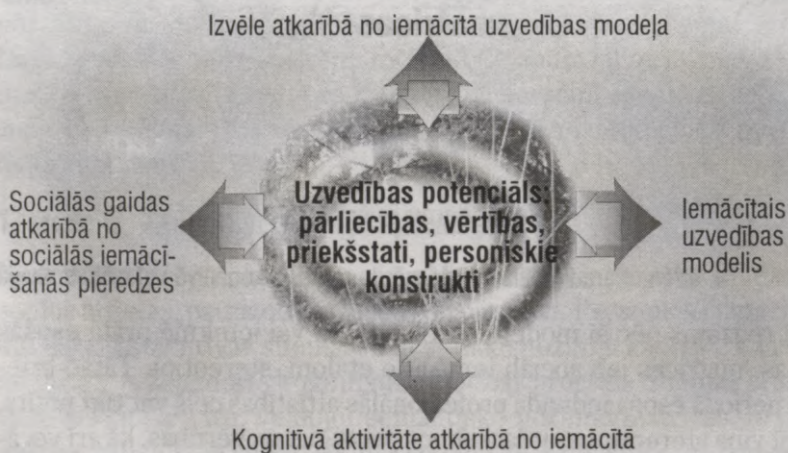 Izvēle atkarībā no iemācītā uzvedības modeļa
Sociālās gaidas
atkarībā no
sociālās iemācī-
šanās pieredzes
Uzvedības potenciāls:
pārliecības, vērtības,
priekšstati, personīskie
konstrukti
Iemācītais
uzvedības
modelis
Kognitīvā aktivitāte atkarībā no iemācītā